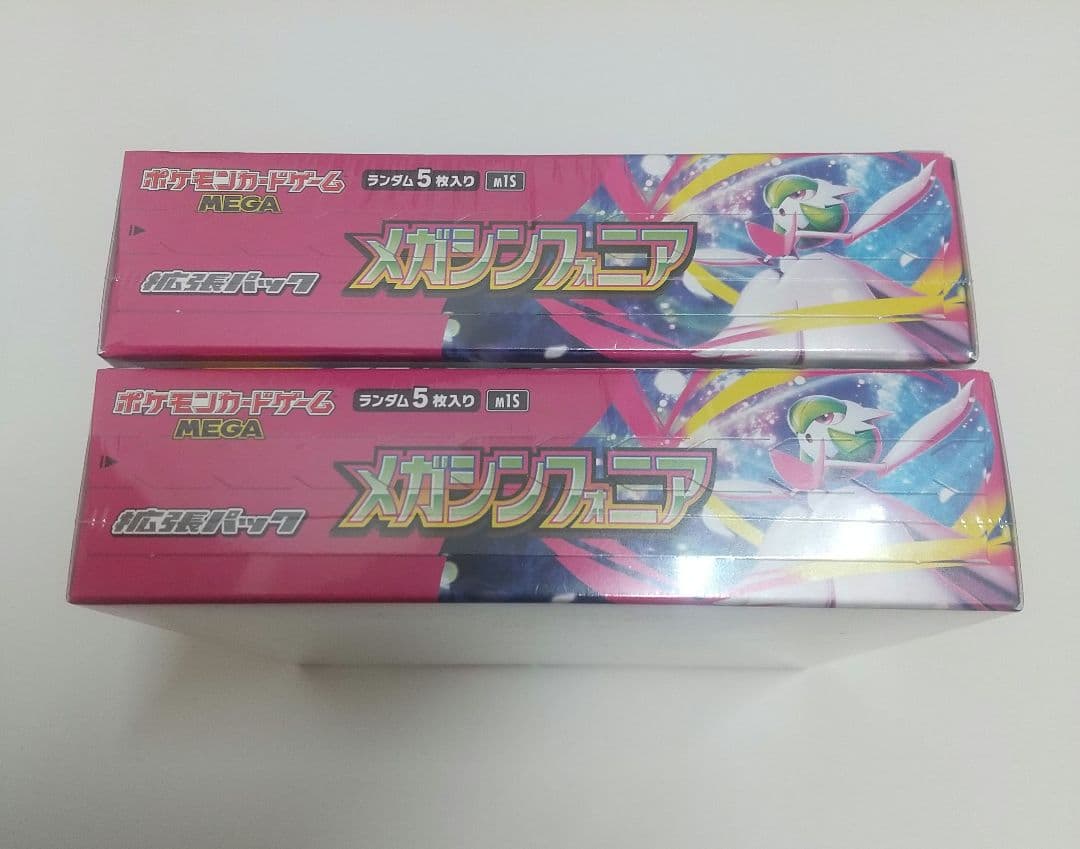 ポケモンカードゲーム
MEGA
ランダム5枚入り M1S
メガシンフォニア
拡張パック
ポケモンカードゲーム
MEGA
ランダム5枚入り M1S
メガシンフォニア
拡張パック